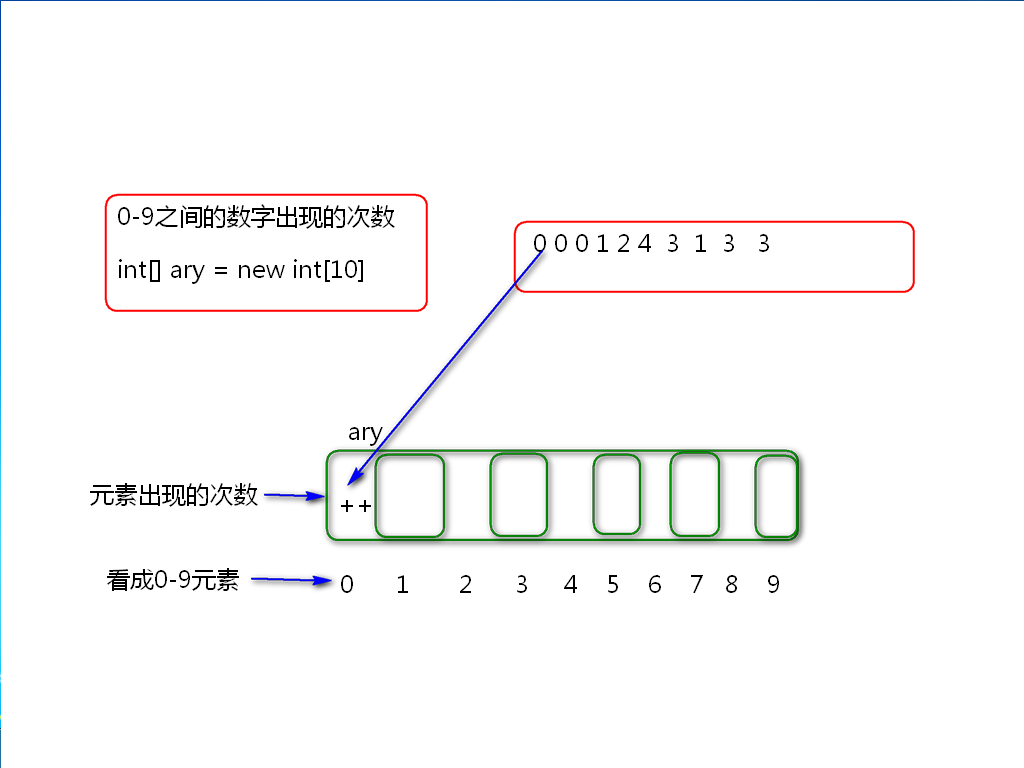 0-9之间的数字出现的次数
int[] ary = new int[10]
0 0 0 1 2 4 3 1 3 3
ary
元素出现的次数
++
看成0-9元素
0 1 2 3 4 5 6 7 8 9